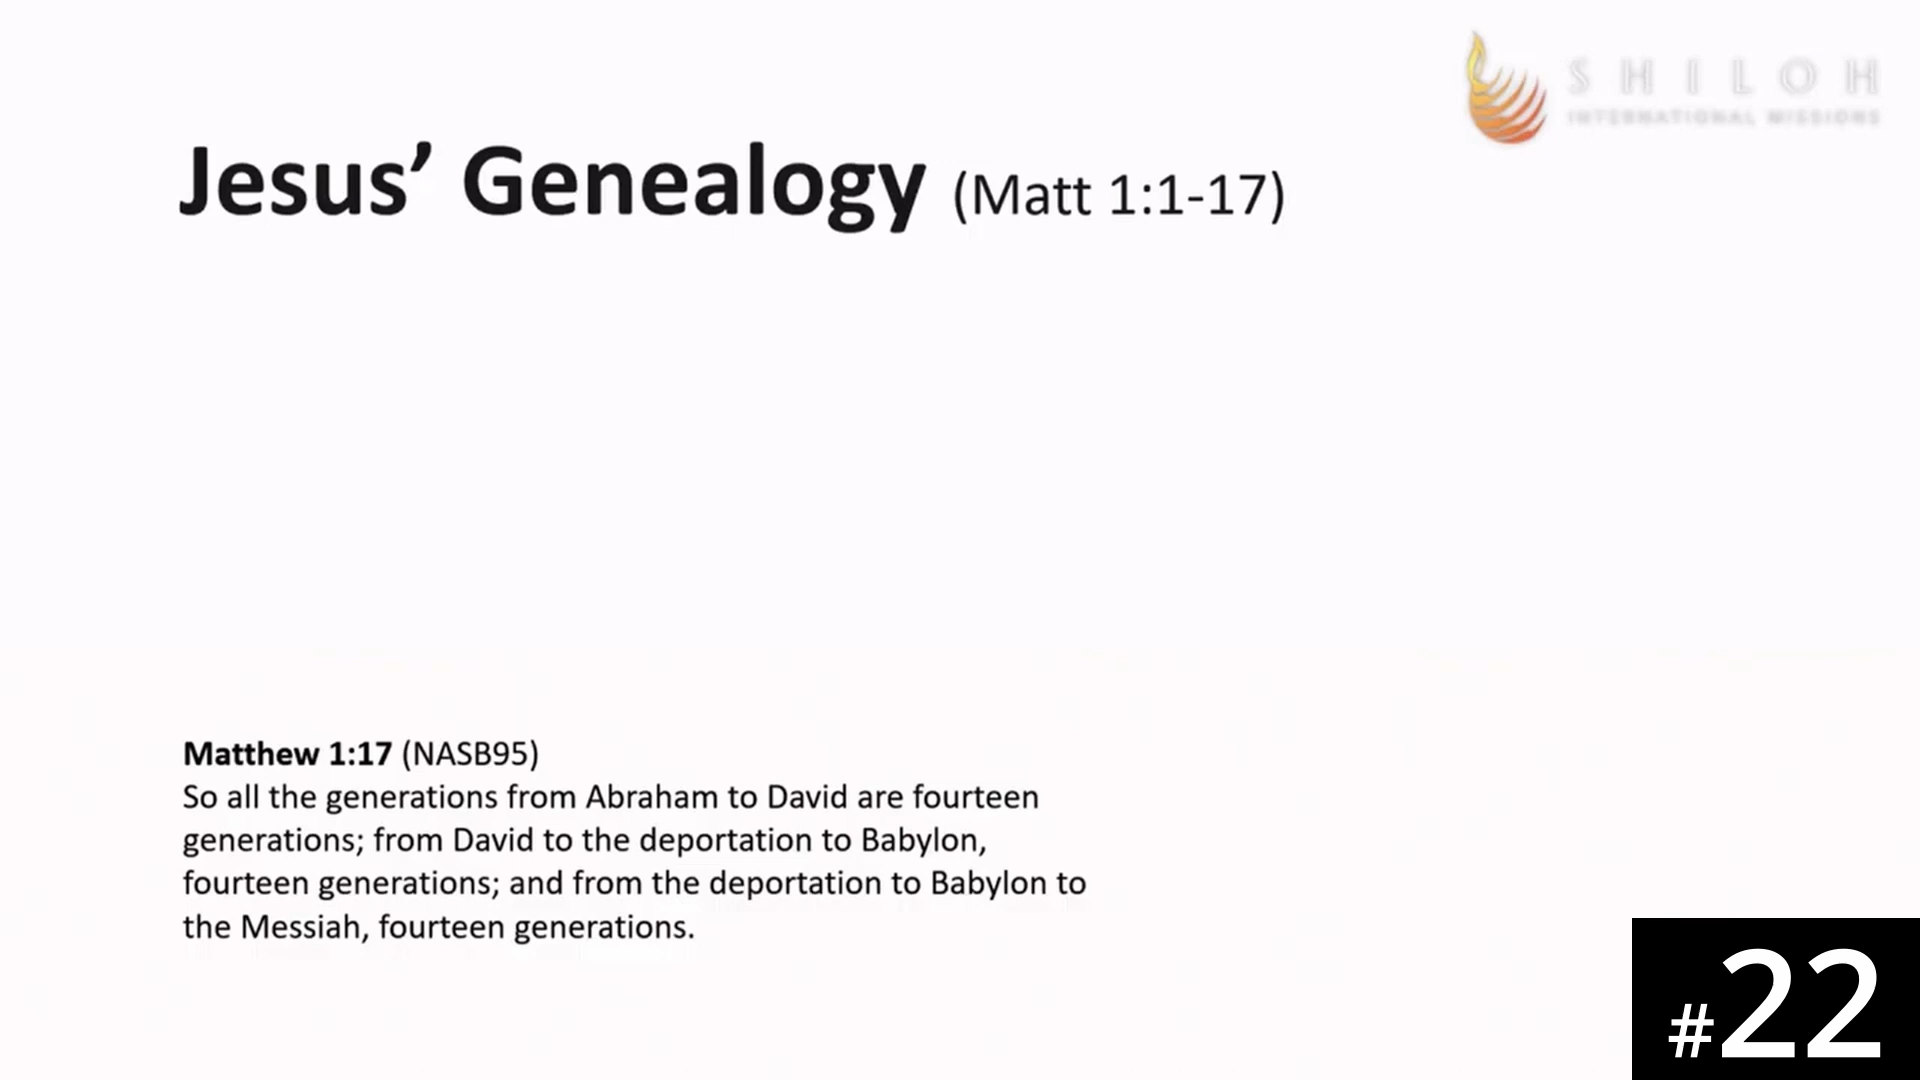 SHILOH
INTERNATIONAL MISSIONS
Jesus’ Genealogy (Matt 1:1-17)
Matthew 1:17 (NASB95)
So all the generations from Abraham to David are fourteen
generations; from David to the deportation to Babylon,
fourteen generations; and from the deportation to Babylon to
the Messiah, fourteen generations.
#22